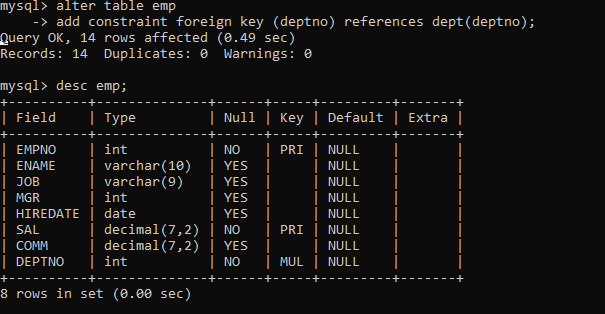 mysql> alter table emp
    -> add constraint foreign key (deptno) references dept(deptno);
Query OK, 14 rows affected (0.49 sec)
Records: 14  Duplicates: 0  Warnings: 0

mysql> desc emp;
+----------+--------------+------+-----+---------+-------+
| Field    | Type         | Null | Key | Default | Extra |
+----------+--------------+------+-----+---------+-------+
| EMPNO    | int          | NO   | PRI | NULL    |       |
| ENAME    | varchar(10)  | YES  |     | NULL    |       |
| JOB      | varchar(9)   | YES  |     | NULL    |       |
| MGR      | int          | YES  |     | NULL    |       |
| HIREDATE | date         | YES  |     | NULL    |       |
| SAL      | decimal(7,2) | NO   | PRI | NULL    |       |
| COMM     | decimal(7,2) | YES  |     | NULL    |       |
| DEPTNO   | int          | NO   | MUL | NULL    |       |
+----------+--------------+------+-----+---------+-------+
8 rows in set (0.00 sec)